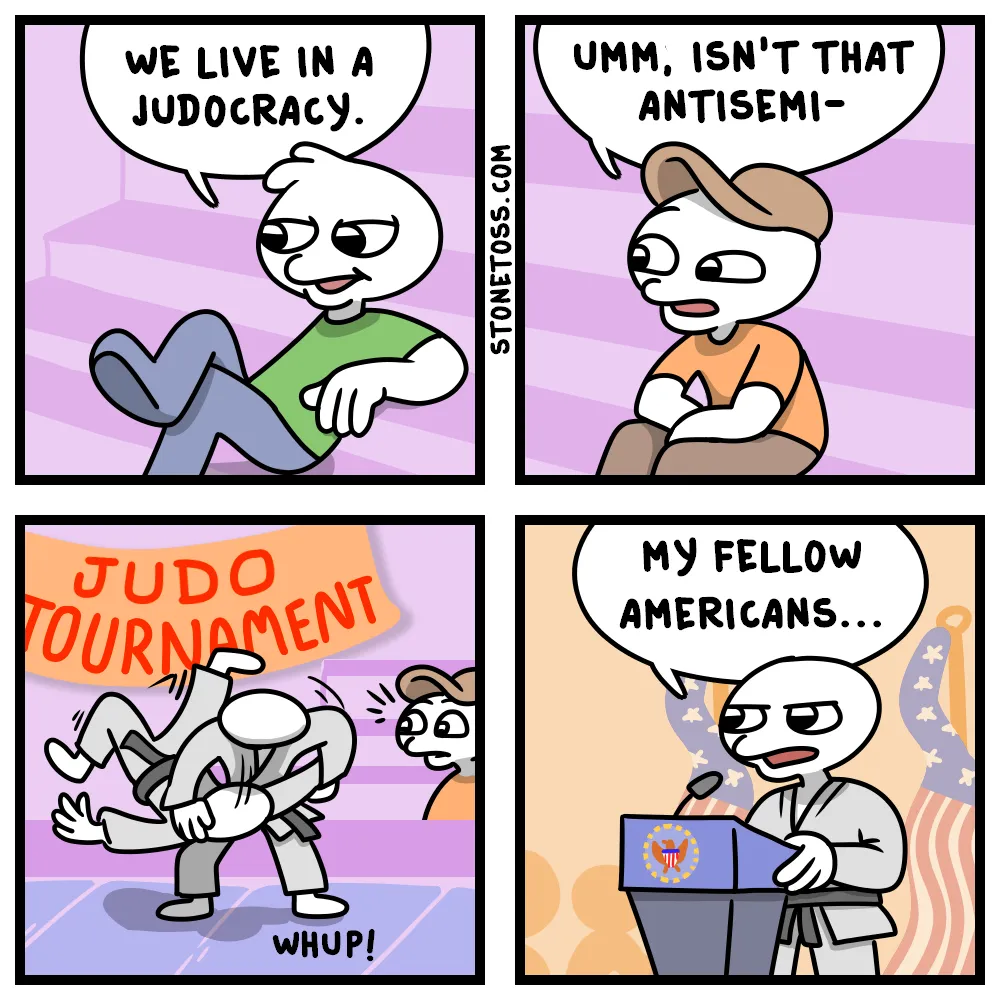 WE LIVE IN A
JUDOCRACY.
UMM, ISN'T THAT
ANTISEMI-
STONETOSS.COM
JUDO
TOURNAMENT
WHUP!
MY FELLOW
AMERICANS...